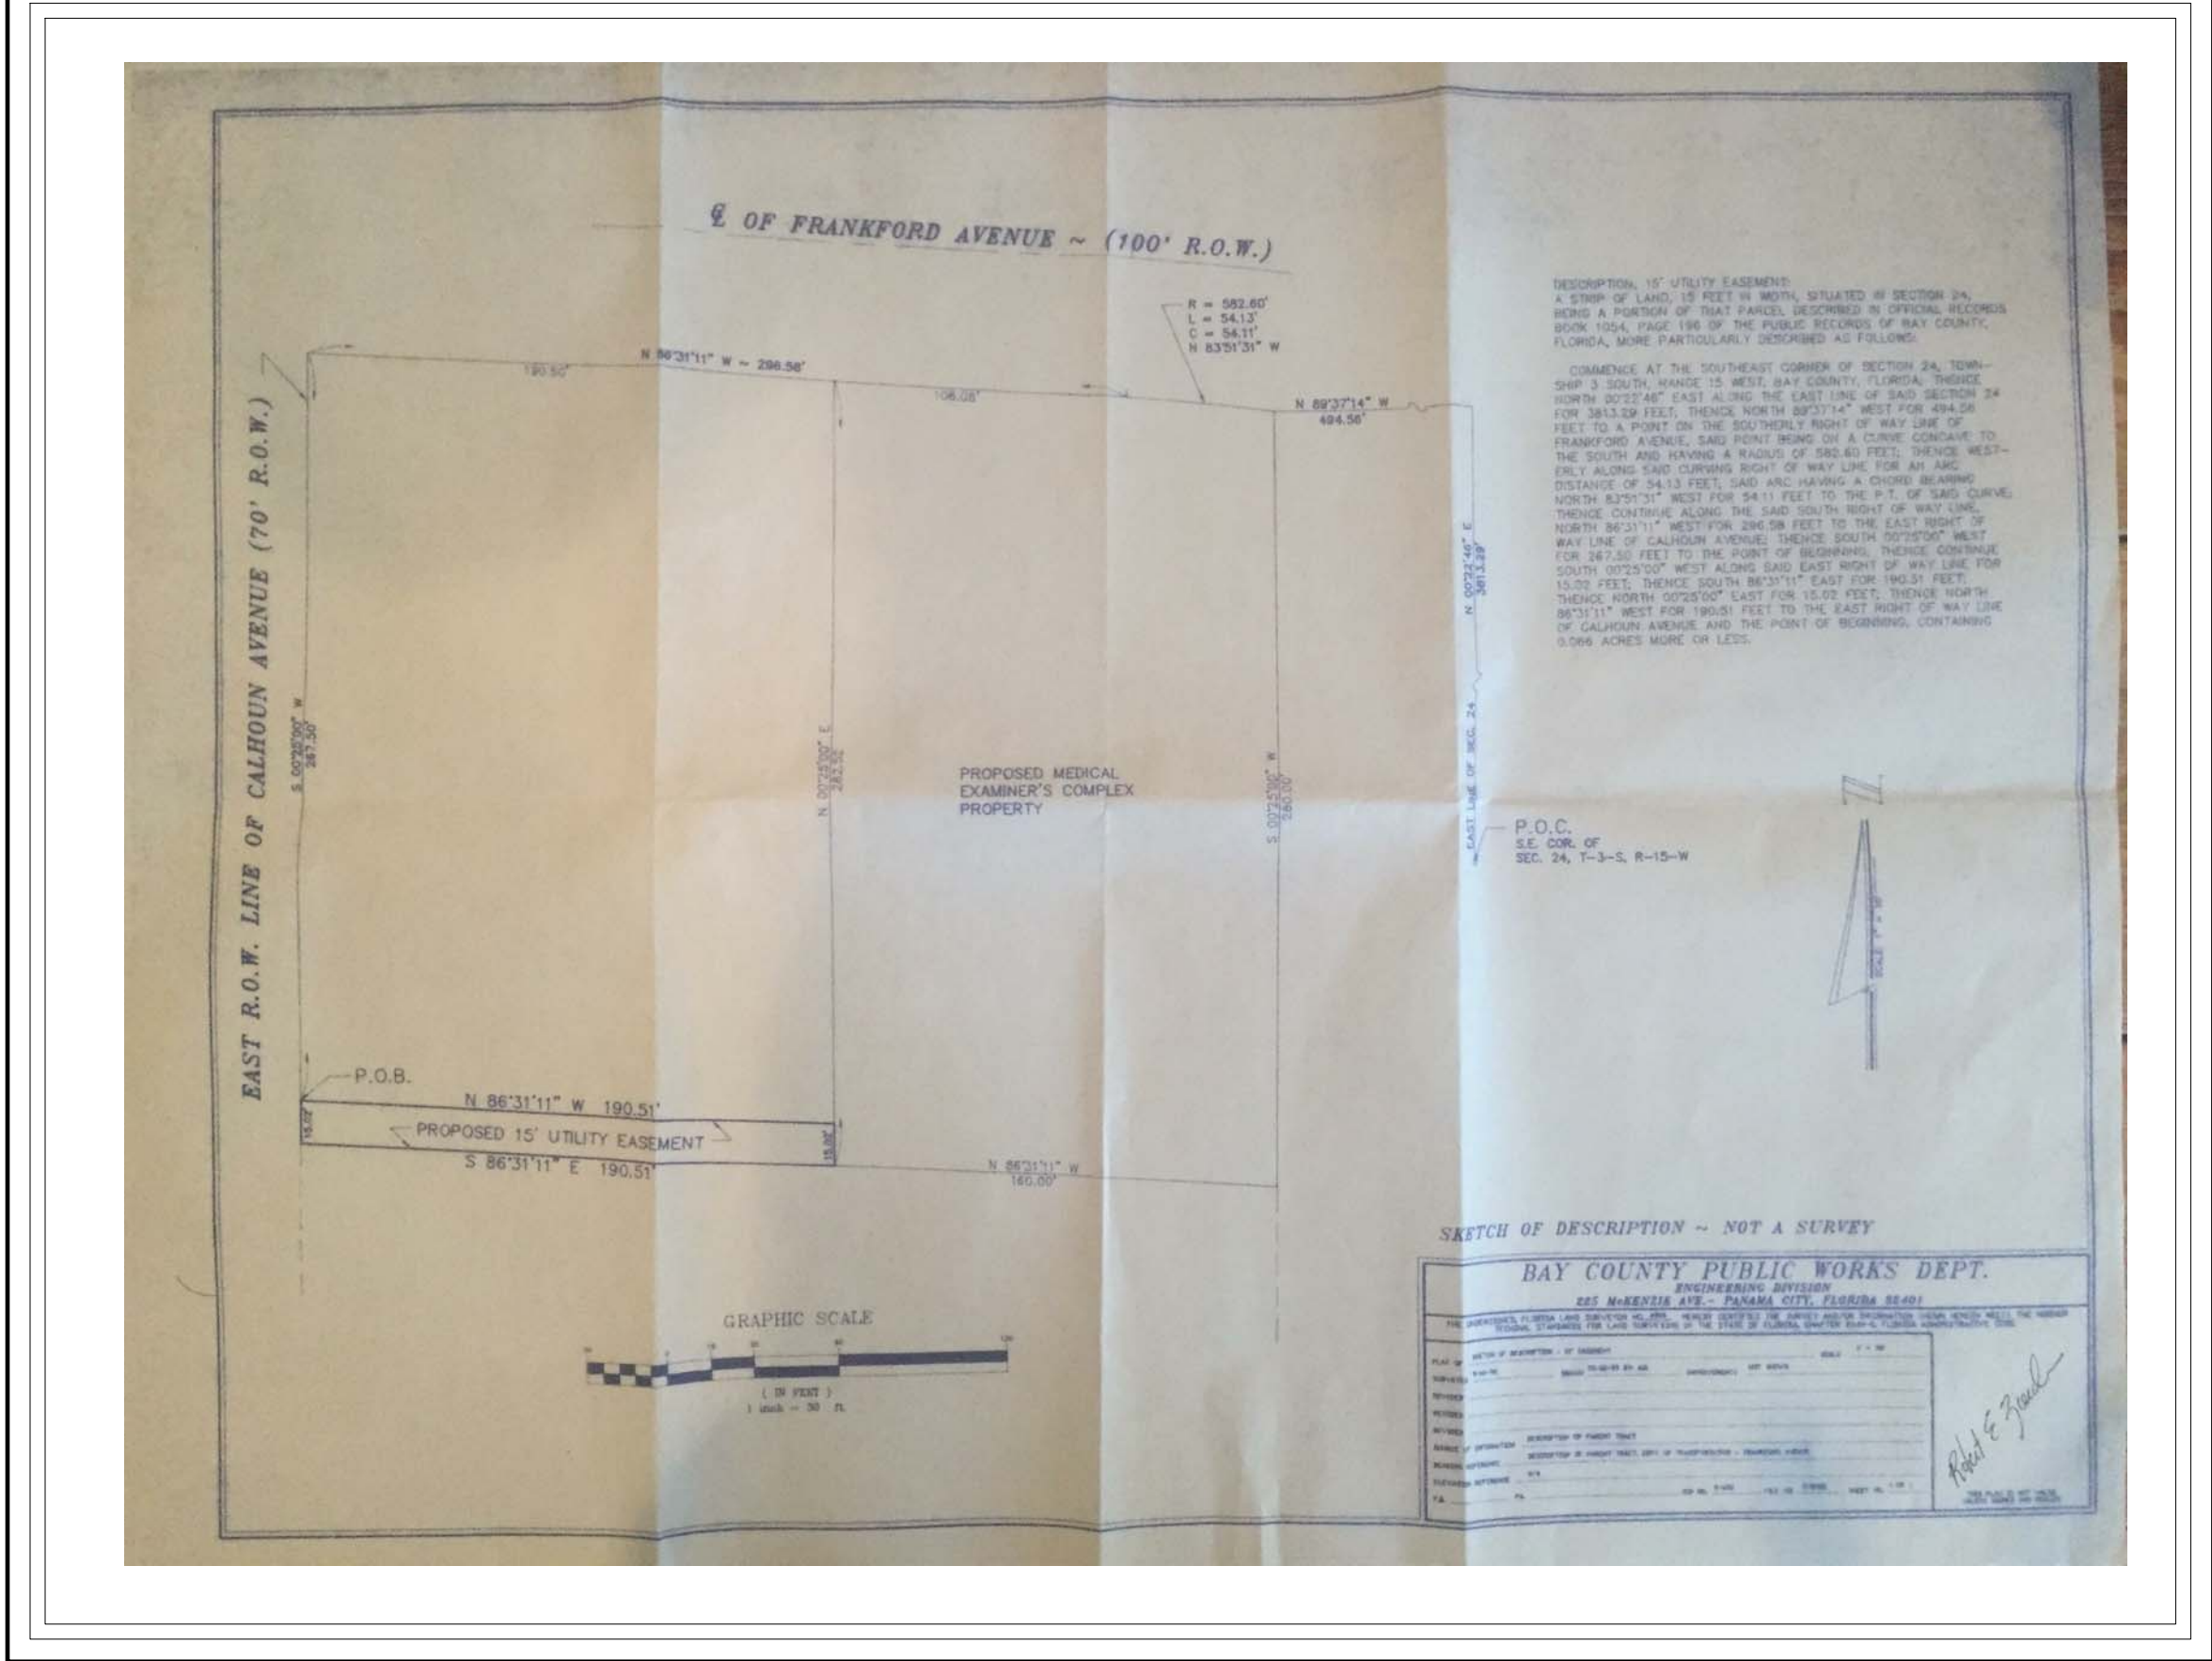 ℄ OF FRANKFORD AVENUE ~ (100' R.O.W.)
R = 582.60'
L = 54.13'
C = 54.11'
N 83°51'31" W
N 86°31'11" W ~ 296.58'
190.50'
106.08'
N 89°37'14" W
494.56'
EAST R.O.W. LINE OF CALHOUN AVENUE (70' R.O.W.)
S 00°25'00" W
267.50'
N 00°25'00" E
282.52
S 00°25'00" W
280.00'
N 00°22'46" E
3813.29'
EAST LINE OF SEC. 24
PROPOSED MEDICAL
EXAMINER'S COMPLEX
PROPERTY
P.O.C.
S.E. COR. OF
SEC. 24, T-3-S, R-15-W
DESCRIPTION, 15' UTILITY EASEMENT:
A STRIP OF LAND, 15 FEET IN WIDTH, SITUATED IN SECTION 24,
BEING A PORTION OF THAT PARCEL DESCRIBED IN OFFICIAL RECORDS
BOOK 1054, PAGE 196 OF THE PUBLIC RECORDS OF BAY COUNTY,
FLORIDA, MORE PARTICULARLY DESCRIBED AS FOLLOWS:
COMMENCE AT THE SOUTHEAST CORNER OF SECTION 24, TOWN-
SHIP 3 SOUTH, RANGE 15 WEST, BAY COUNTY, FLORIDA; THENCE
NORTH 00°22'46" EAST ALONG THE EAST LINE OF SAID SECTION 24
FOR 3813.29 FEET, THENCE NORTH 89°37'14" WEST FOR 494.56
FEET TO A POINT ON THE SOUTHERLY RIGHT OF WAY LINE OF
FRANKFORD AVENUE, SAID POINT BEING ON A CURVE CONCAVE TO
THE SOUTH AND HAVING A RADIUS OF 582.60 FEET; THENCE WEST-
ERLY ALONG SAID CURVING RIGHT OF WAY LINE FOR AN ARC
DISTANCE OF 54.13 FEET, SAID ARC HAVING A CHORD BEARING
NORTH 83°51'31" WEST FOR 54.11 FEET TO THE P.T. OF SAID CURVE;
THENCE CONTINUE ALONG THE SAID SOUTH RIGHT OF WAY LINE,
NORTH 86°31'11" WEST FOR 296.58 FEET TO THE EAST RIGHT OF
WAY LINE OF CALHOUN AVENUE; THENCE SOUTH 00°25'00" WEST
FOR 267.50 FEET TO THE POINT OF BEGINNING, THENCE CONTINUE
SOUTH 00°25'00" WEST ALONG SAID EAST RIGHT OF WAY LINE FOR
15.02 FEET; THENCE SOUTH 86°31'11" EAST FOR 190.51 FEET;
THENCE NORTH 00°25'00" EAST FOR 15.02 FEET; THENCE NORTH
86°31'11" WEST FOR 190.51 FEET TO THE EAST RIGHT OF WAY LINE
OF CALHOUN AVENUE AND THE POINT OF BEGINNING, CONTAINING
0.066 ACRES MORE OR LESS.
P.O.B.
N 86°31'11" W 190.51'
15.02'
PROPOSED 15' UTILITY EASEMENT
15.02'
S 86°31'11" E 190.51'
N 86°31'11" W
160.00'
GRAPHIC SCALE
( IN FEET )
1 inch = 30 ft.
SKETCH OF DESCRIPTION ~ NOT A SURVEY
BAY COUNTY PUBLIC WORKS DEPT.
ENGINEERING DIVISION
225 McKENZIE AVE.- PANAMA CITY, FLORIDA 32401